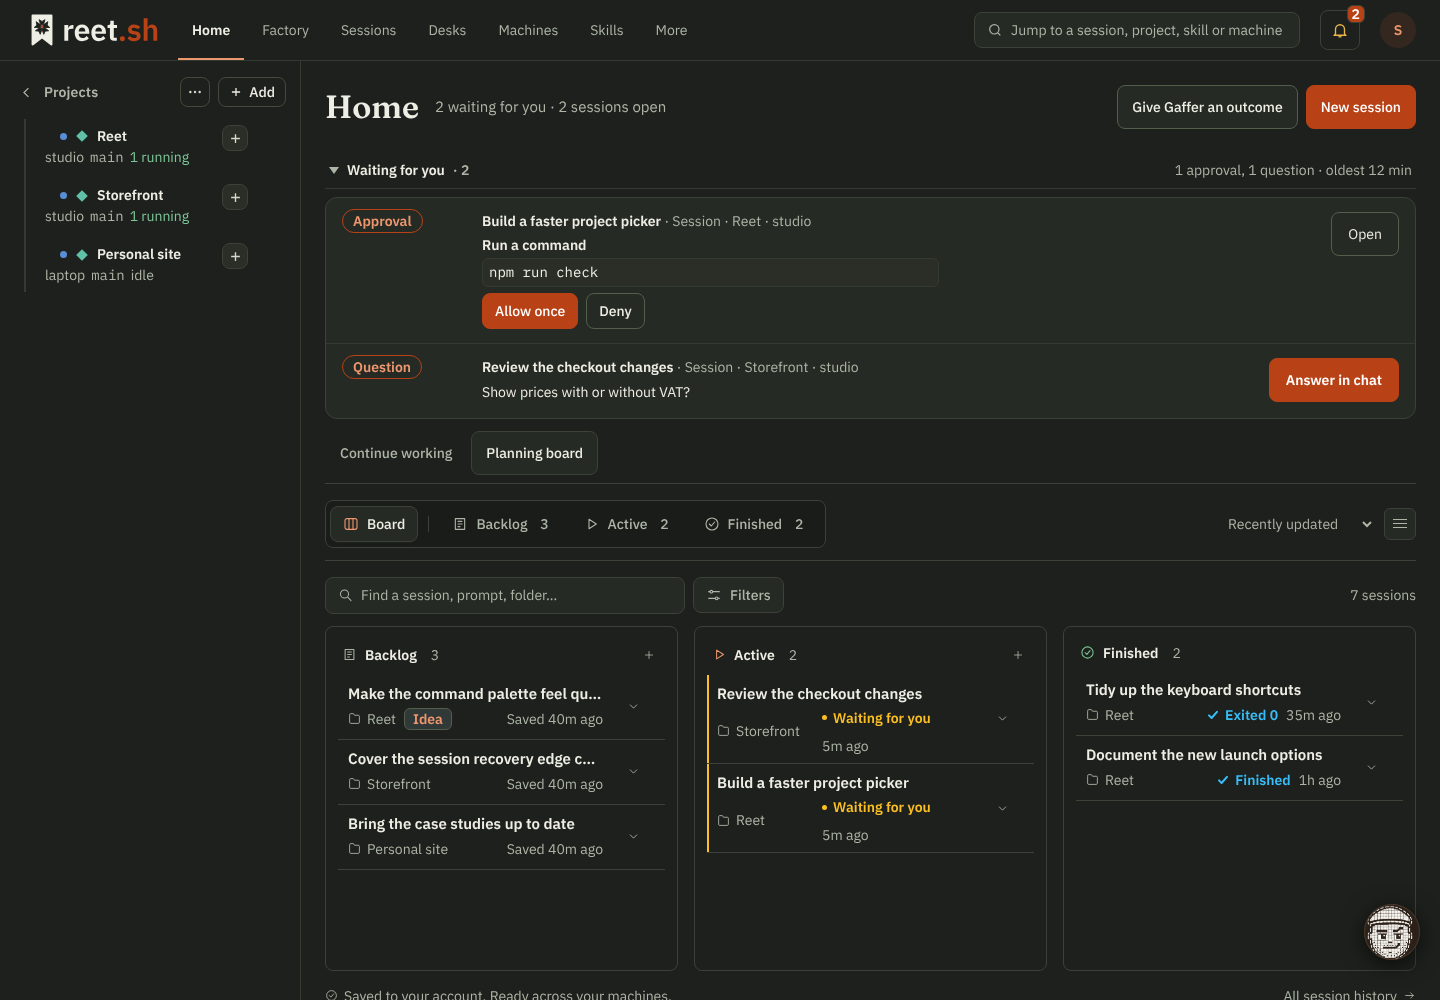 reet.sh Home Factory Sessions Desks Machines Skills More Jump to a session, project, skill or machine 2 S
Projects ... + Add
Reet +
studio main 1 running
Storefront +
studio main 1 running
Personal site +
laptop main idle
Home 2 waiting for you · 2 sessions open Give Gaffer an outcome New session
Waiting for you · 2 1 approval, 1 question · oldest 12 min
Approval Build a faster project picker · Session · Reet · studio Open
Run a command
npm run check
Allow once Deny
Question Review the checkout changes · Session · Storefront · studio Answer in chat
Show prices with or without VAT?
Continue working Planning board
Board Backlog 3 Active 2 Finished 2 Recently updated
Find a session, prompt, folder... Filters 7 sessions
Backlog 3 +
Make the command palette feel qu...
Reet Idea Saved 40m ago
Cover the session recovery edge c...
Storefront Saved 40m ago
Bring the case studies up to date
Personal site Saved 40m ago
Active 2 +
Review the checkout changes
Storefront • Waiting for you
5m ago
Build a faster project picker
Reet • Waiting for you
5m ago
Finished 2
Tidy up the keyboard shortcuts
Reet ✓ Exited 0 35m ago
Document the new launch options
Reet ✓ Finished 1h ago
Saved to your account. Ready across your machines. All session history →